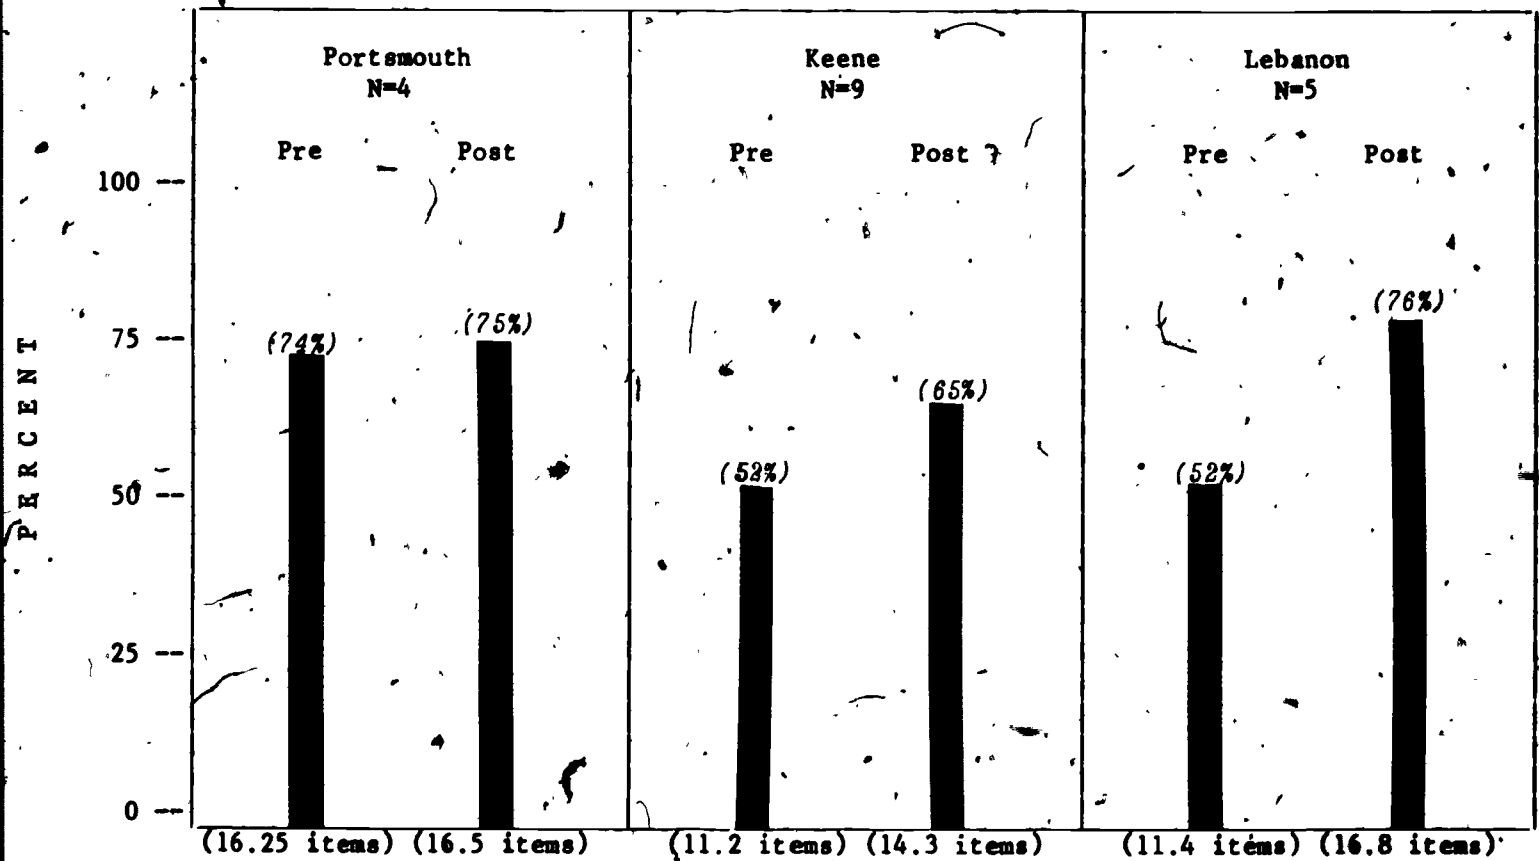 Portsmouth
N=4
Pre Post
Keene
N=9
Pre Post
Lebanon
N=5
Pre Post
PERCENT
100 --
75 --
50 --
25 --
0 --
(74%) (75%)
(65%)
(52%) (76%)
(16.25 items) (16.5 items)
(11.2 items) (14.3 items)
(11.4 items) (16.8 items)